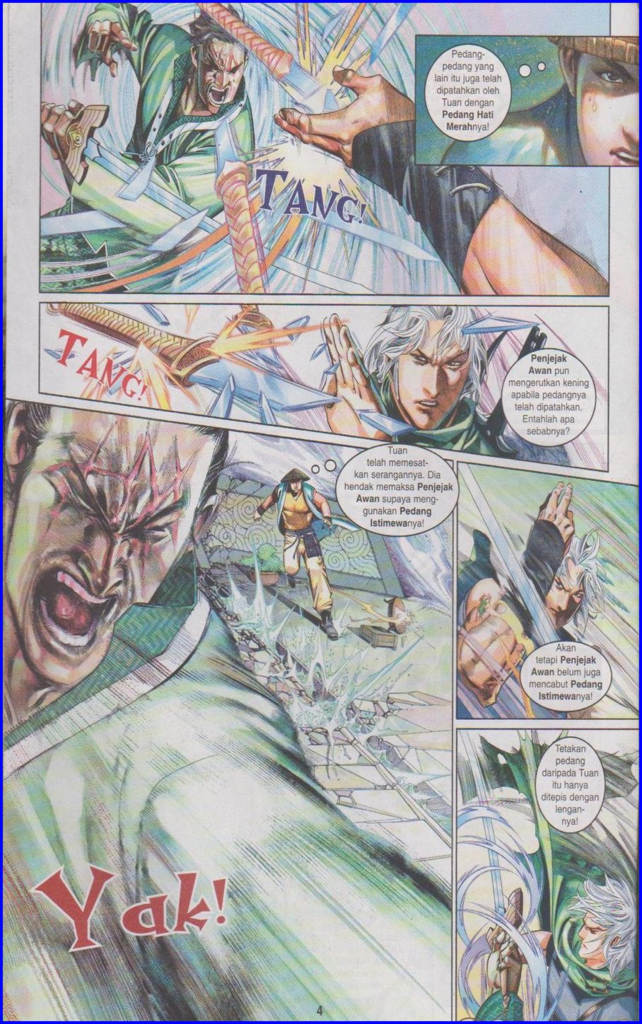 Pedang-
pedang yang
lain itu juga telah
dipatahkan oleh
Tuan dengan
Pedang Hati
Merahnya!
TANG!
TANG!
Penjejak
Awan pun
mengerutkan kening
apabila pedangnya
telah dipatahkan.
Entahlah apa
sebabnya?
Tuan
telah memesat-
kan serangannya. Dia
hendak memaksa Penjejak
Awan supaya meng-
gunakan Pedang
Istimewanya!
Akan
tetapi Penjejak
Awan belum juga
mencabut Pedang
Istimewanya!
Tetakan
pedang
daripada Tuan
itu hanya
ditepis dengan
lengan-
nya!
Yak!
4